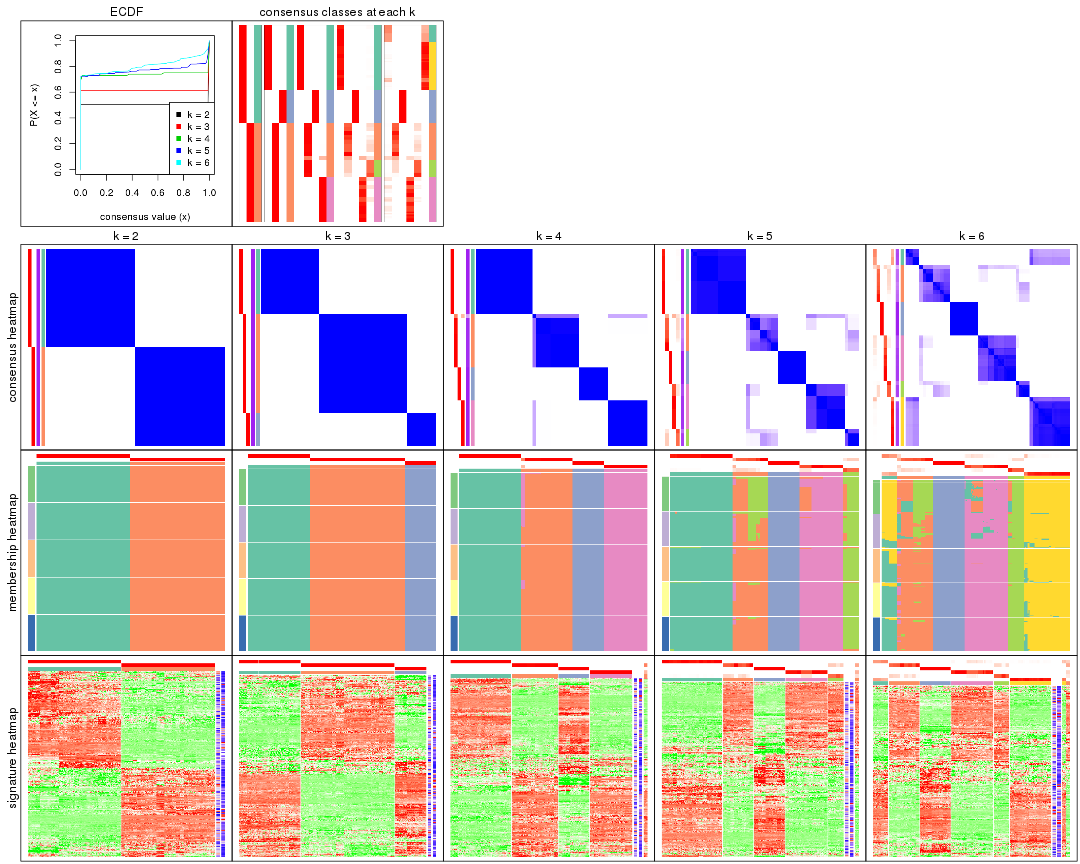 ECDF
consensus classes at each k
P(X <= x)
0.0 0.2 0.4 0.6 0.8 1.0
k = 2
k = 3
k = 4
k = 5
k = 6
0.0 0.2 0.4 0.6 0.8 1.0
consensus value (x)
k = 2
k = 3
k = 4
k = 5
k = 6
consensus heatmap
membership heatmap
signature heatmap